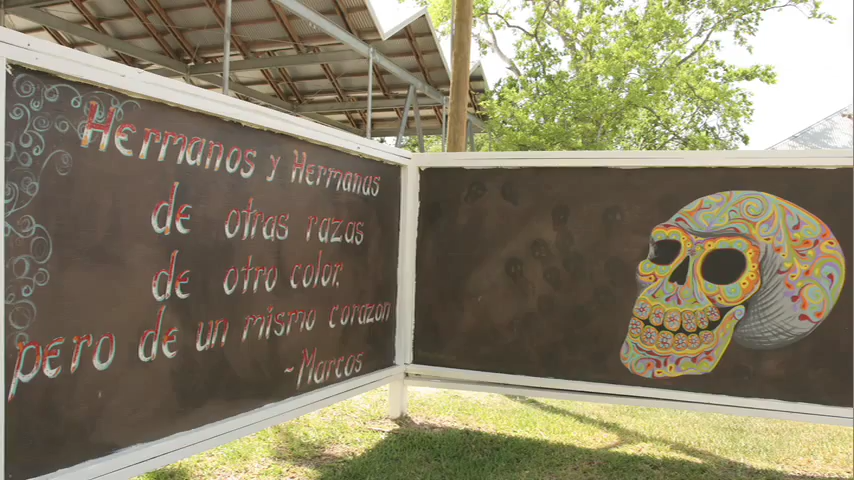 Hermanos y Hermanas
de otras razas
de otro color,
pero de un mismo corazon
~Marcos